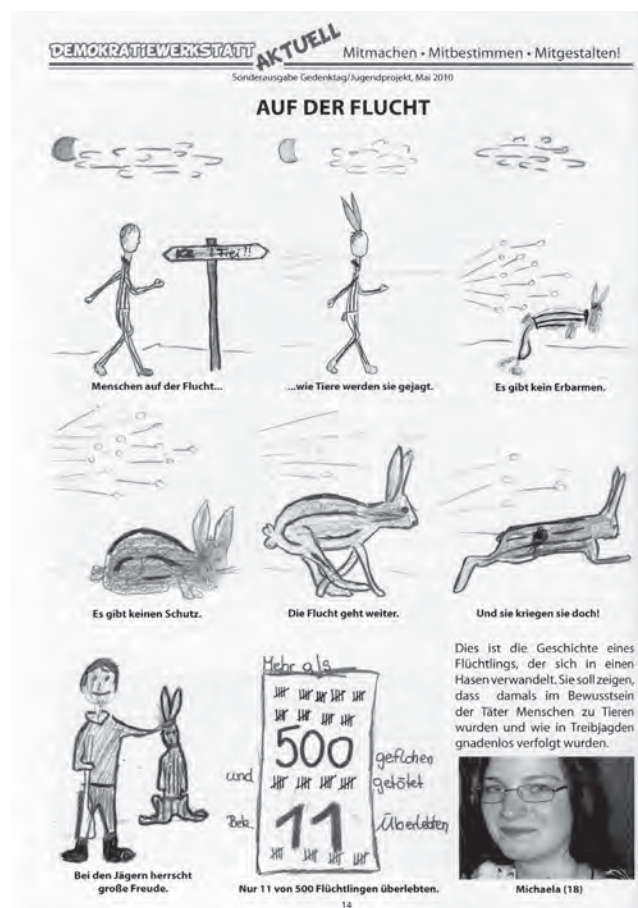 DEMOKRATIEWERKSTATT AKTUELL
Mitmachen • Mitbestimmen • Mitgestalten!
Sonderausgabe Gedenktag/Jugendprojekt, Mai 2010
AUF DER FLUCHT
KZ Frei!!
Menschen auf der Flucht...
...wie Tiere werden sie gejagt.
Es gibt kein Erbarmen.
Es gibt keinen Schutz.
Die Flucht geht weiter.
Und sie kriegen sie doch!
Mehr als
500
geflohen
und
getötet
11
Überlebten
Bei den Jägern herrscht
große Freude.
Nur 11 von 500 Flüchtlingen überlebten.
Dies ist die Geschichte eines
Flüchtlings, der sich in einen
Hasen verwandelt. Sie soll zeigen,
dass damals im Bewusstsein
der Täter Menschen zu Tieren
wurden und wie in Treibjagden
gnadenlos verfolgt wurden.
Michaela (18)
14